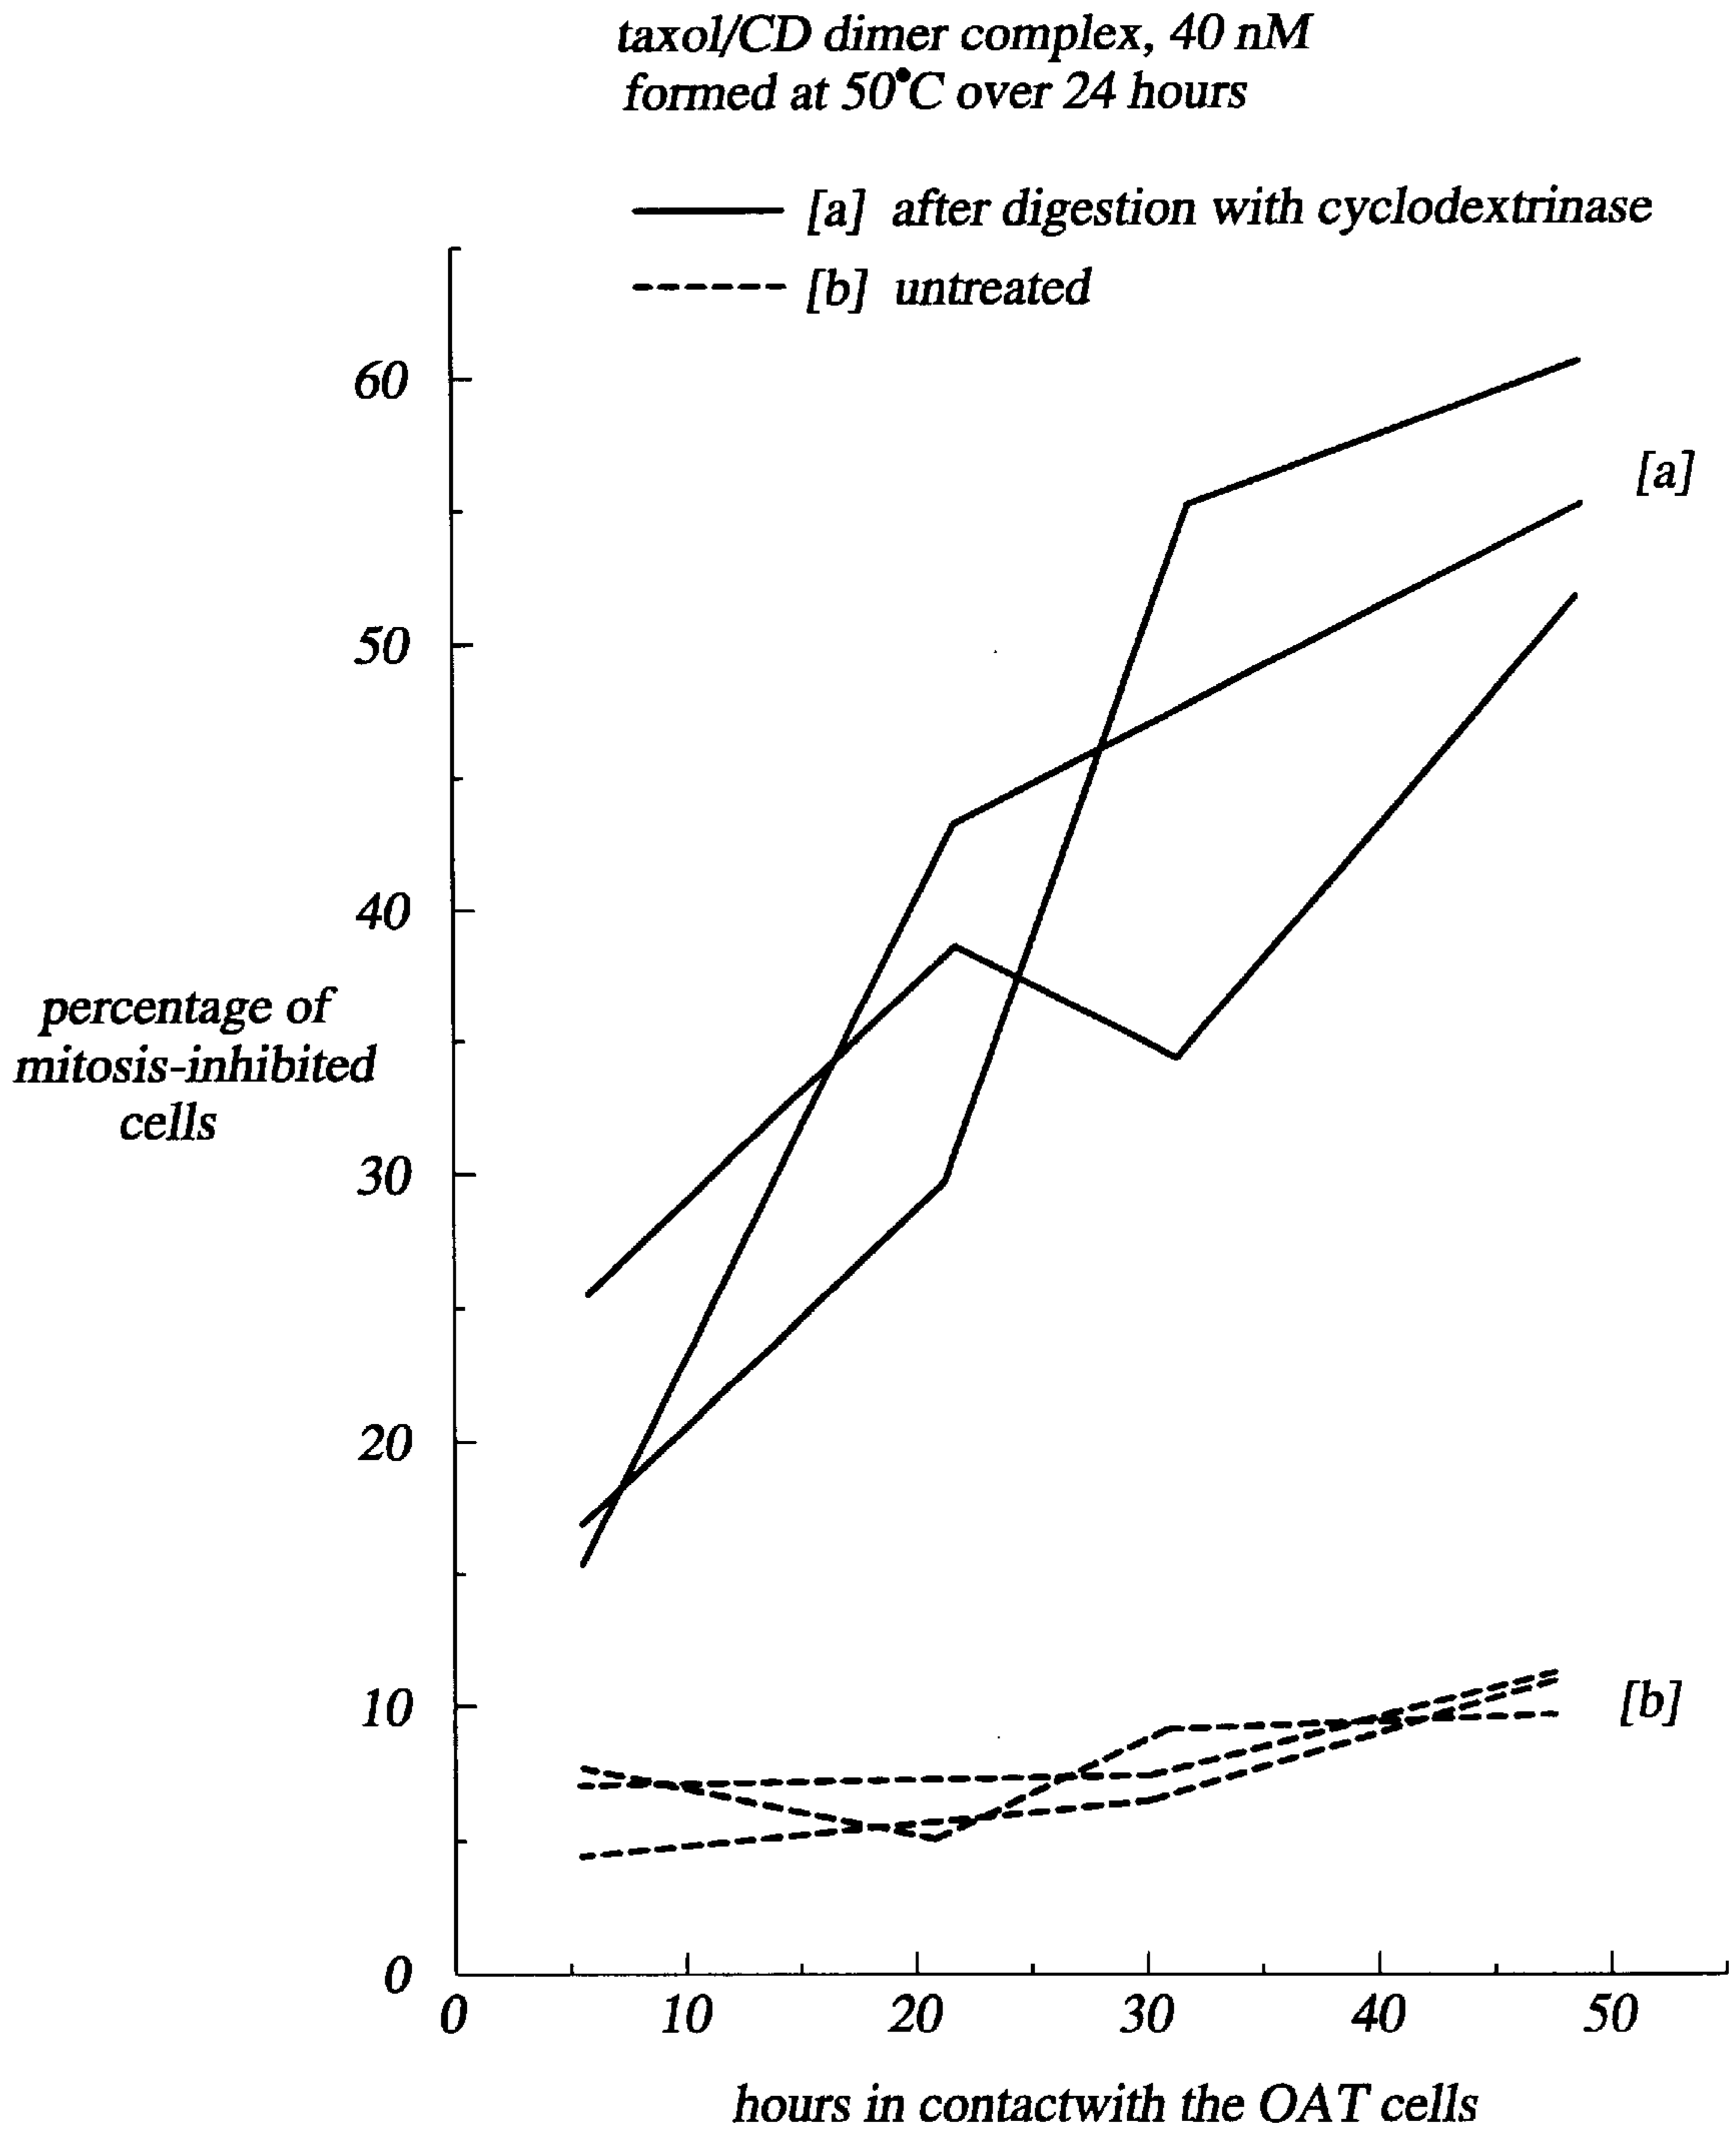 taxol/CD dimer complex, 40 nM
formed at 50°C over 24 hours
[a] after digestion with cyclodextrinase
[b] untreated
60
[a]
50
40
percentage of
mitosis-inhibited
cells
30
20
10
[b]
0
0 10 20 30 40 50
hours in contactwith the OAT cells